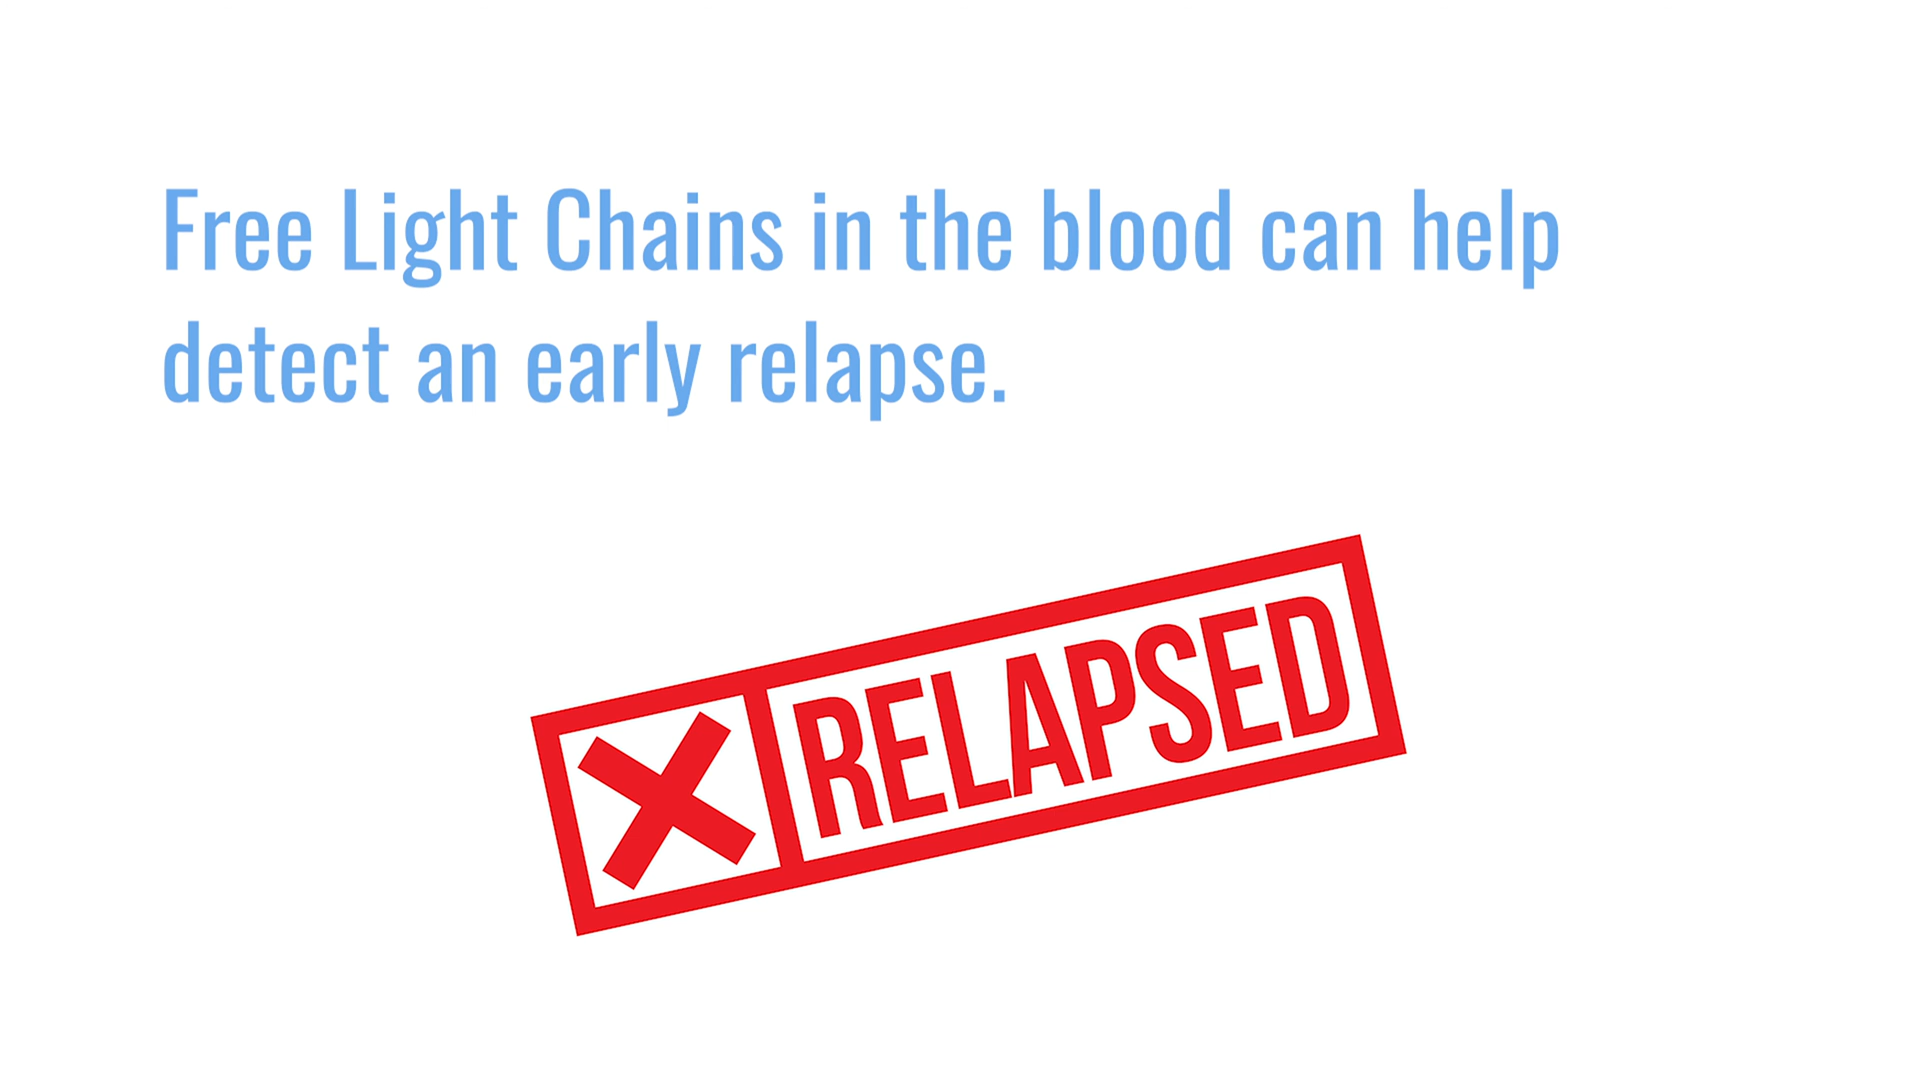 Free Light Chains in the blood can help
detect an early relapse.
RELAPSED